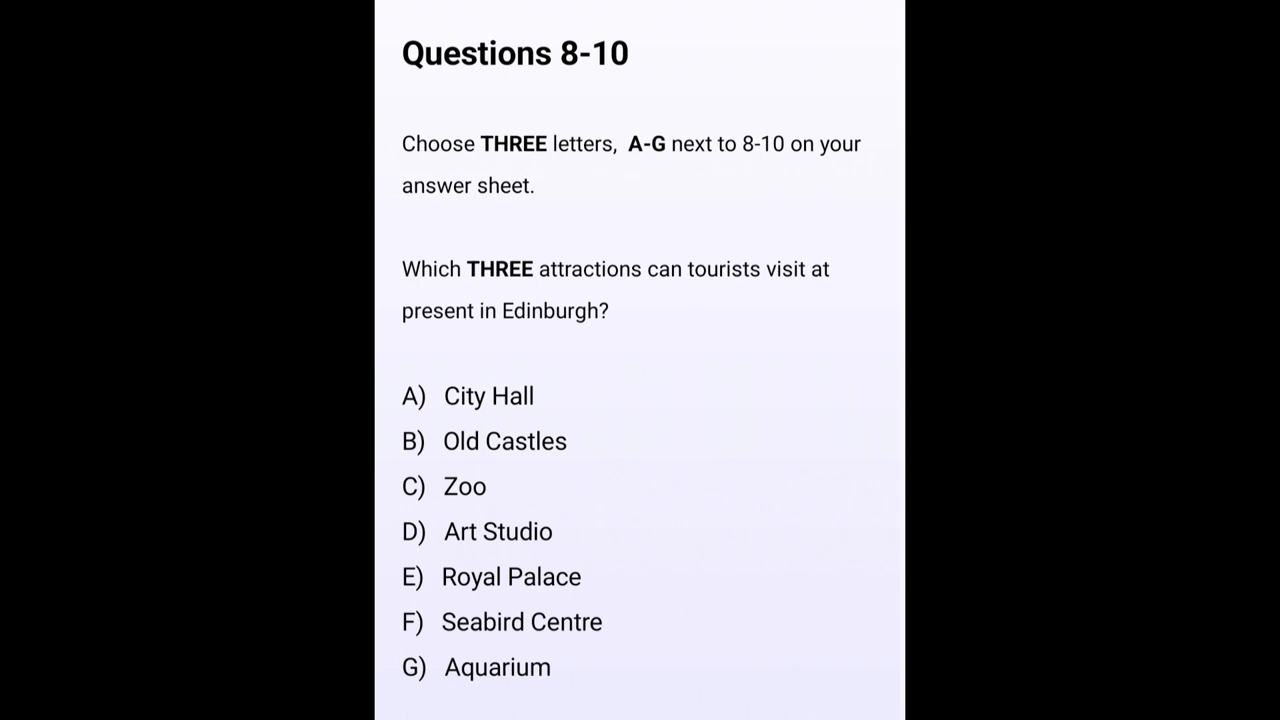 Questions 8-10
Choose THREE letters, A-G next to 8-10 on your
answer sheet.
Which THREE attractions can tourists visit at
present in Edinburgh?
A) City Hall
B) Old Castles
C) Zoo
D) Art Studio
E) Royal Palace
F) Seabird Centre
G) Aquarium